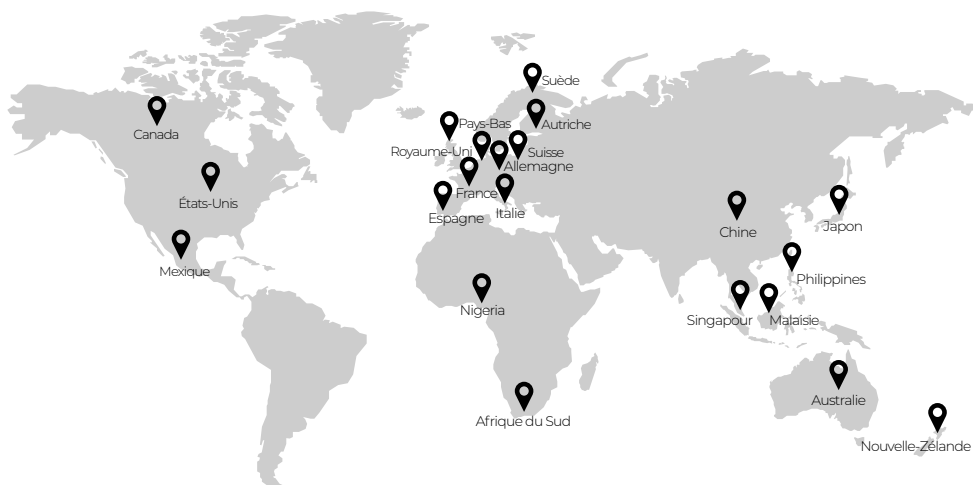 Suède
Canada
Pays-Bas
Autriche
Royaume-Uni
Suisse
Allemagne
États-Unis
France
Italie
Espagne
Chine
Japon
Mexique
Philippines
Nigeria
Singapour
Malaisie
Australie
Afrique du Sud
Nouvelle-Zélande